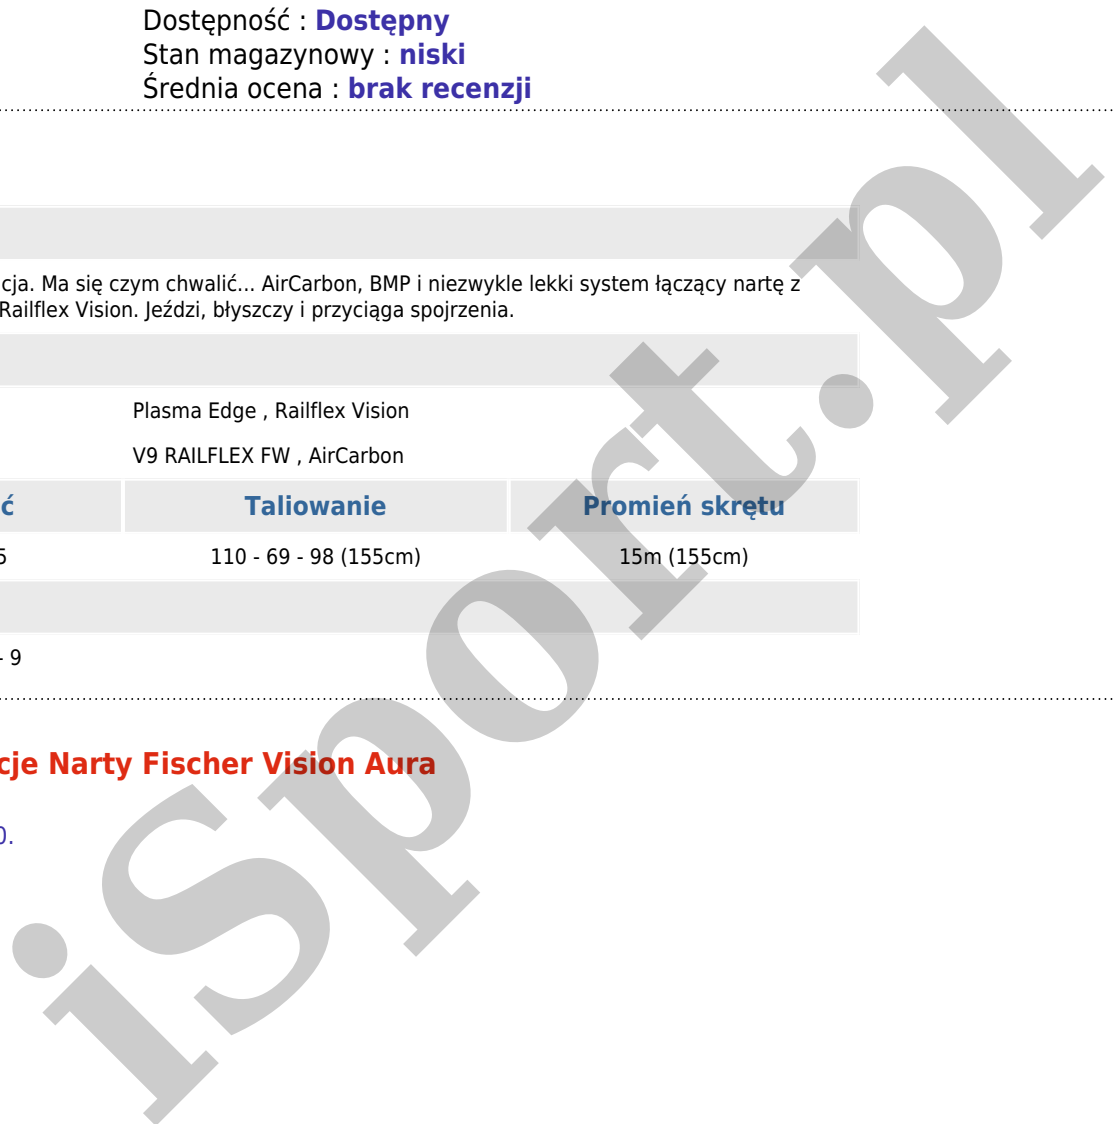 Dostępność : Dostępny
Stan magazynowy : niski
Średnia ocena : brak recenzji
cja. Ma się czym chwalić... AirCarbon, BMP i niezwykle lekki system łączący nartę z
Railflex Vision. Jeździ, błyszczy i przyciąga spojrzenia.
Plasma Edge , Railflex Vision
V9 RAILFLEX FW , AirCarbon
ć Taliowanie Promień skrętu
5 110 - 69 - 98 (155cm) 15m (155cm)
- 9
cje Narty Fischer Vision Aura
0.
iSport.pl